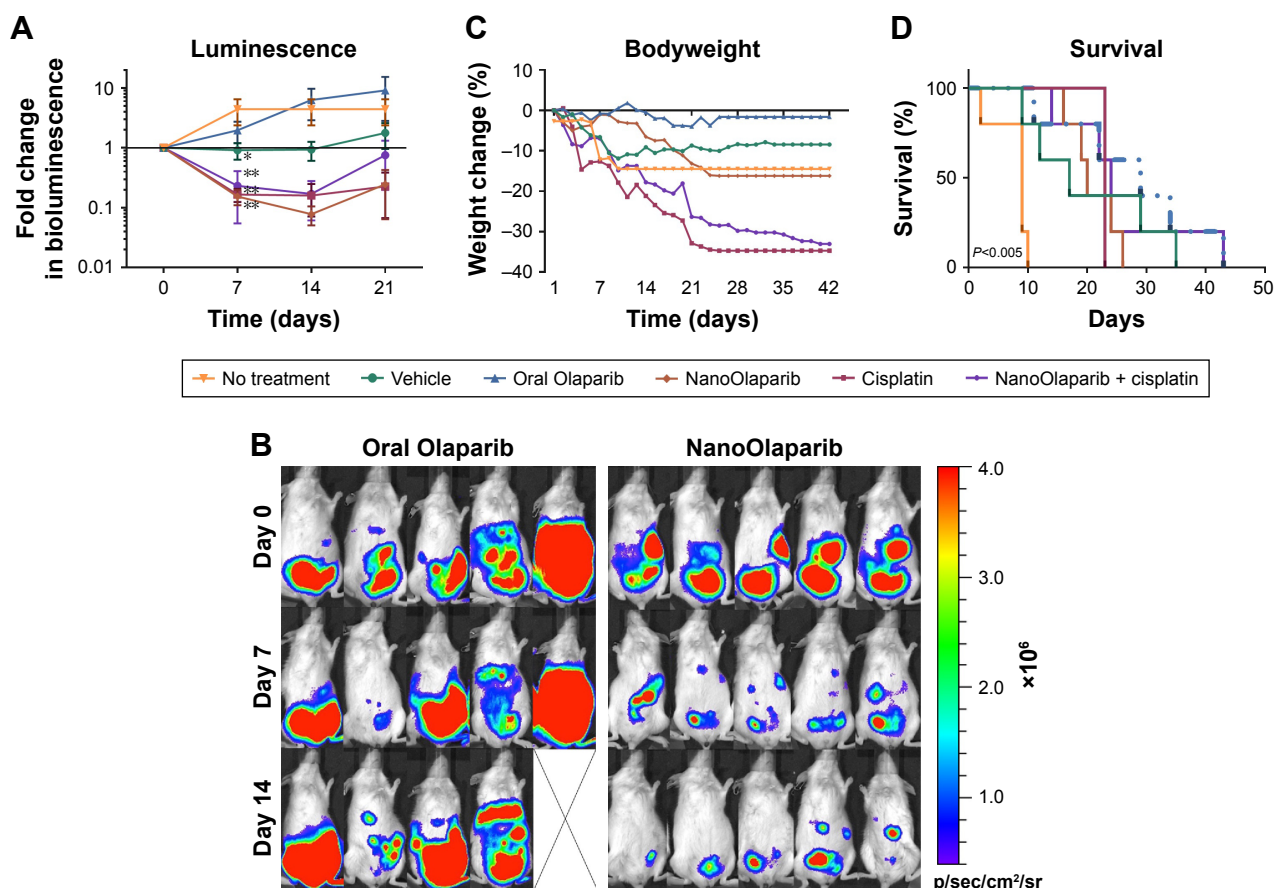 A
Luminescence
Fold change
in bioluminescence
10
1
0.1
0.01
*
**
**
**
0
7
14
21
Time (days)
C
Bodyweight
Weight change (%)
10
0
–10
–20
–30
–40
1
7
14
21
28
35
42
Time (days)
D
Survival
Survival (%)
100
50
0
P<0.005
0
10
20
30
40
50
Days
No treatment
Vehicle
Oral Olaparib
NanoOlaparib
Cisplatin
NanoOlaparib + cisplatin
B
Oral Olaparib
NanoOlaparib
Day 0
Day 7
Day 14
4.0
3.0
2.0
1.0
×10⁶
p/sec/cm²/sr